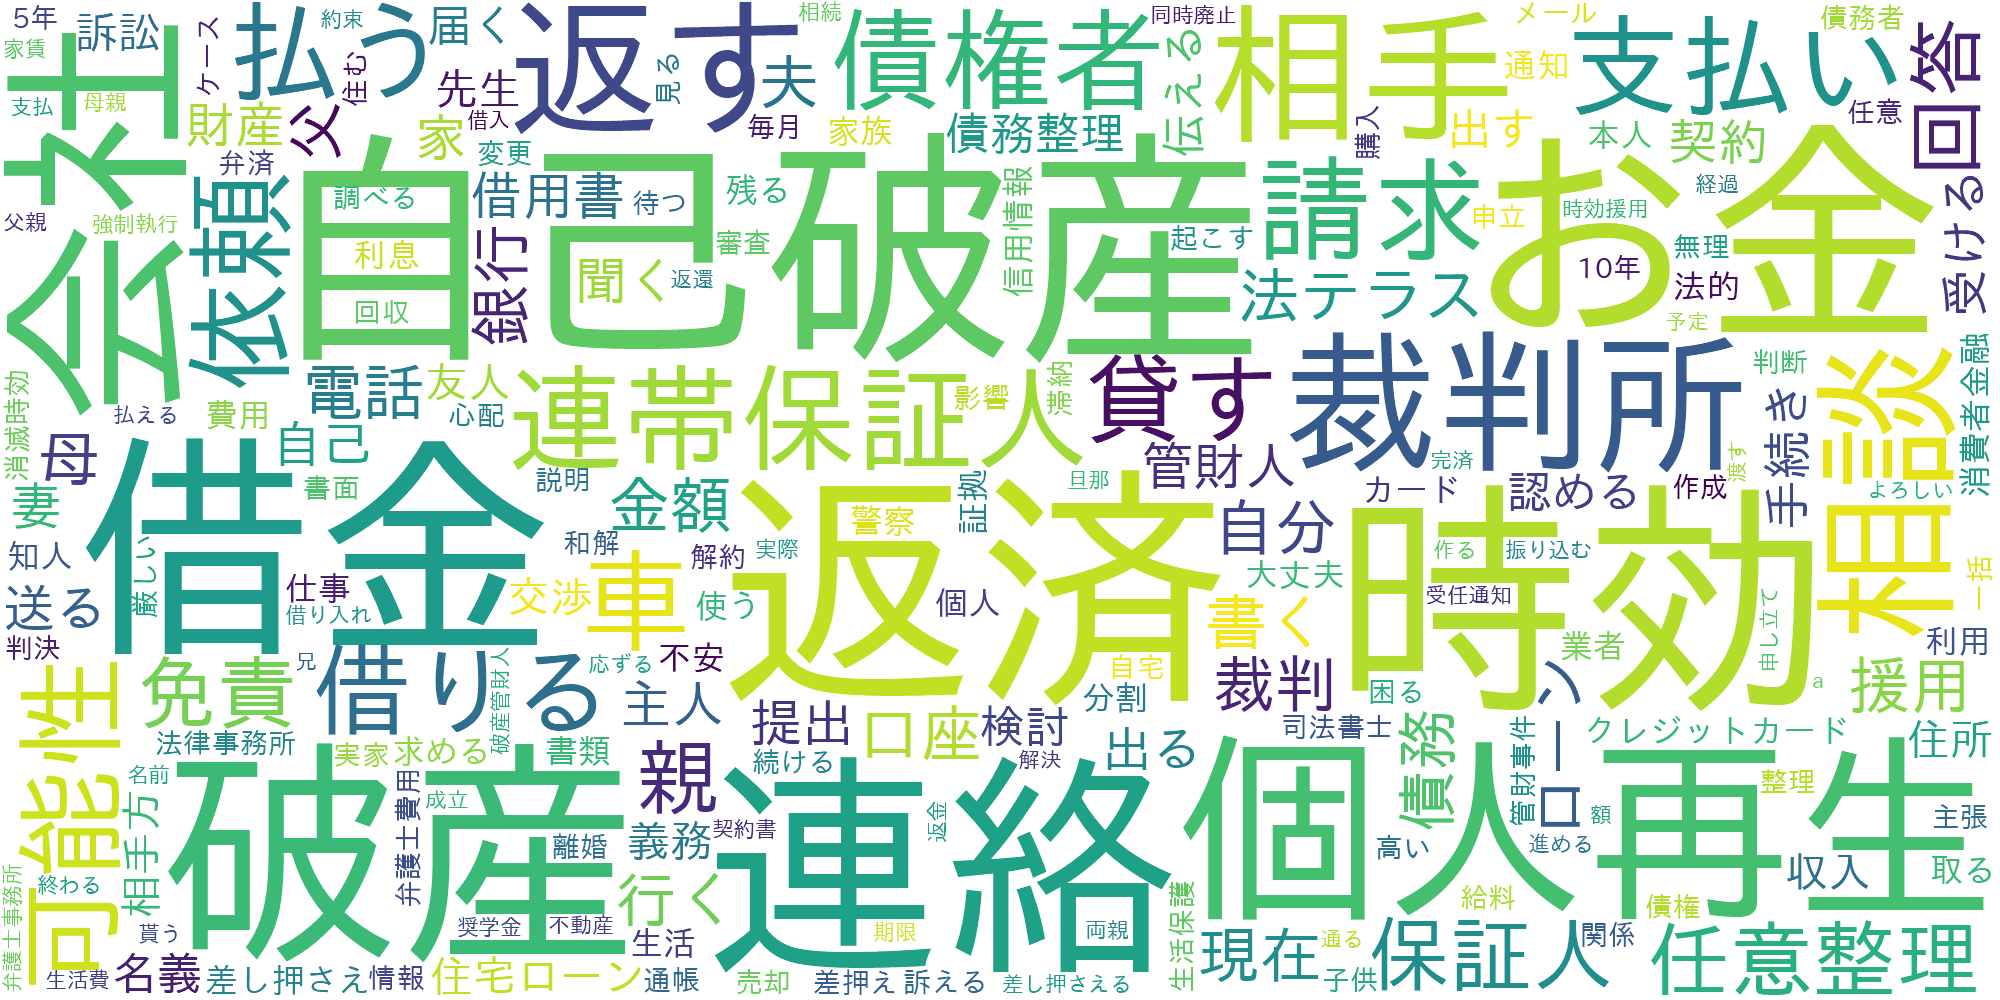 5年
約束
届く
相続
同時廃止
メール
債務者
家賃
訴訟
払う
返す
債権者
相手
支払い
回答
ケース
先生
見る
夫
伝える
通知
会社
支払
母親
財産
父
住む
借入
毎月
家族
債務整理
出す
購入
本人
契約
任意
弁済
家
変更
借用書
待つ
残る
信用情報
請求
申立
時効援用
経過
受ける
父親
強制執行
依頼
調べる
自己破産
お金
利息
銀行
聞く
審査
返還
起こす
法テラス
10年
無理
法的
回収
予定
消滅時効
電話
友人
連帯保証人
影響
滞納
貸す
裁判所
判断
手続き
消費者金融
相談
払える
費用
心配
母
自己
管財人
完済
カード
認める
作成
渡す
よろしい
妻
書面
説明
金額
警察
旦那
証拠
自分
借金
返済
時効
知人
厳しい
和解
解約
実際
作る
振り込む
送る
仕事
交渉
車
使う
個人
大丈夫
受任通知
一括
借り入れ
書く
申し立て
判決
兄
応ずる
不安
自宅
裁判
業者
利用
可能性
免責
借りる
破産管財人
主人
分割
困る
ローン
援用
a
法律事務所
実家
求める
書類
提出
口座
検討
出る
司法書士
債務
管財事件
クレジットカード
住所
名前
続ける
解決
整理
破産
連絡
個人再生
相手方
弁護士費用
成立
義務
契約書
返金
高い
額
進める
主張
離婚
弁護士事務所
終わる
行く
収入
取る
貰う
奨学金
不動産
期限
両親
生活保護
給料
債権
生活
現在
通る
保証人
関係
任意整理
生活費
名義
差し押さえ
情報
住宅ローン
通帳
売却
差押え
訴える
差し押さえる
子供